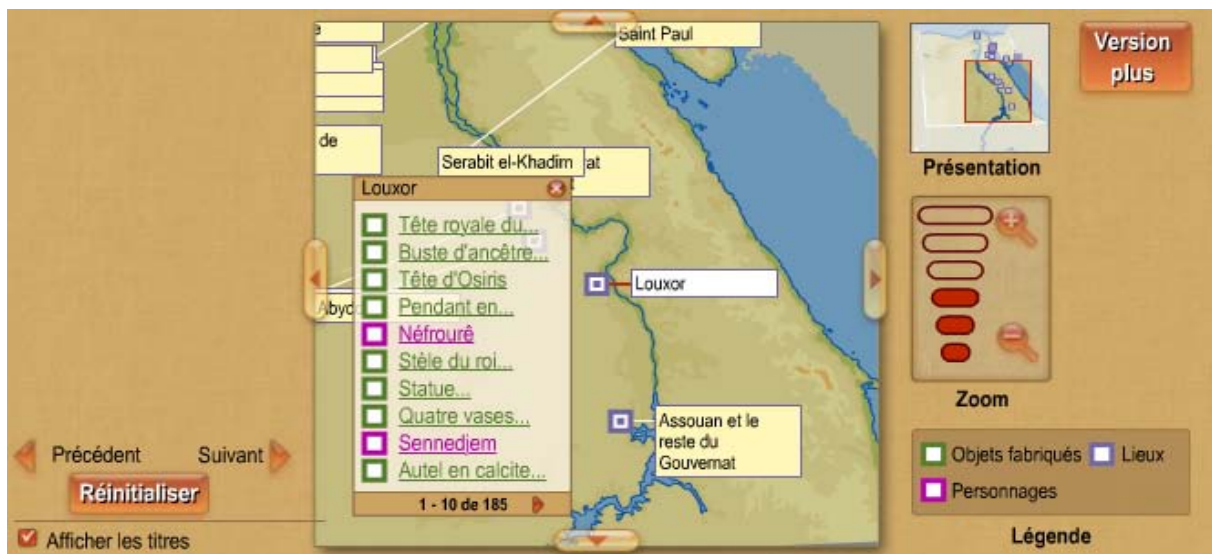 Saint Paul
de
Serabit el-Khadim
rat
Louxor
Tête royale du...
Buste d'ancêtre...
Tête d'Osiris
Pendant en...
Néfrourê
Stèle du roi...
Statue...
Quatre vases...
Sennedjem
Autel en calcite...
1 - 10 de 185
Abyd
Louxor
Assouan et le
reste du
Gouvernat
Précédent
Suivant
Réinitialiser
Afficher les titres
Version
plus
Présentation
Zoom
Objets fabriqués
Lieux
Personnages
Légende